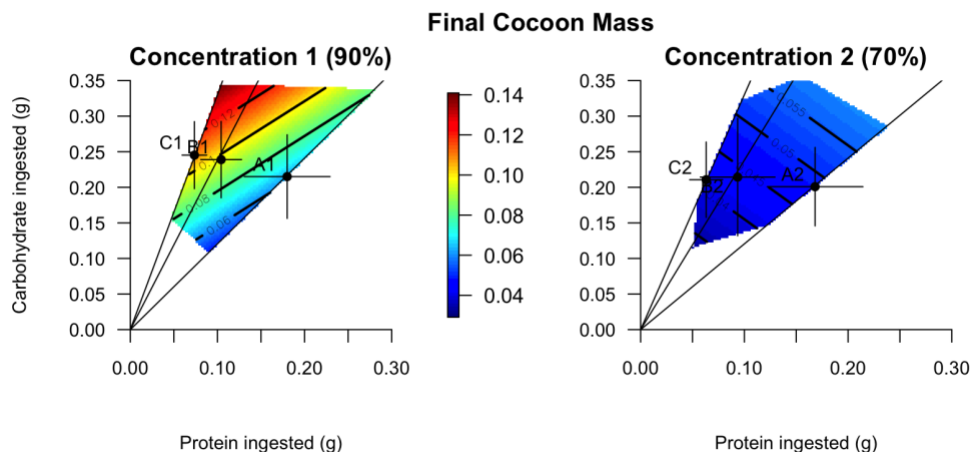 Final Cocoon Mass
Concentration 1 (90%)
Concentration 2 (70%)
Carbohydrate ingested (g)
0.35
0.30
0.25
0.20
0.15
0.10
0.05
0.00
0.12
0.08
0.06
C1
B1
A1
0.00
0.10
0.20
0.30
Protein ingested (g)
0.14
0.12
0.10
0.08
0.06
0.04
0.35
0.30
0.25
0.20
0.15
0.10
0.05
0.00
0.055
0.05
C2
B2
A2
0.00
0.10
0.20
0.30
Protein ingested (g)